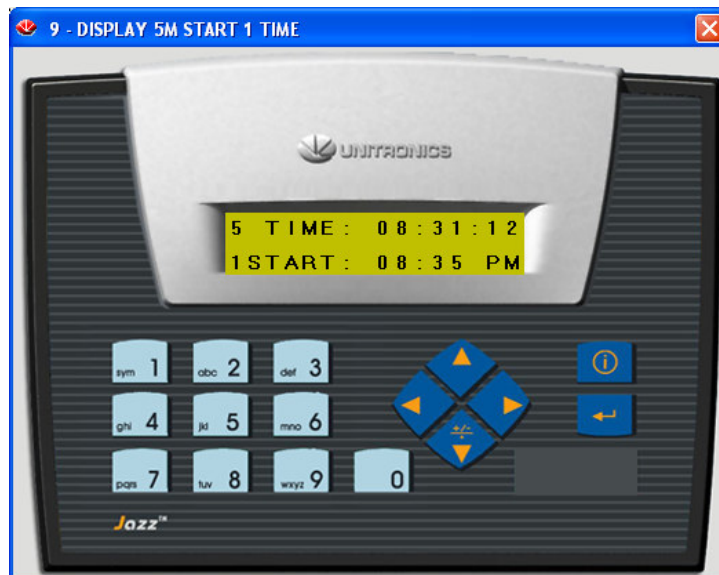 9 - DISPLAY 5M START 1 TIME
UNITRONICS
5 TIME: 08:31:12
1START: 08:35 PM
sym 1 abc 2 def 3
ghi 4 jkl 5 mno 6
pqrs 7 tuv 8 wxyz 9 0
+/-
Jazz™